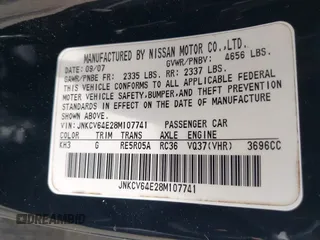 MANUFACTURED BY NISSAN MOTOR CO.,LTD.
DATE: 09/07 GVWR/PNBV: 4656 LBS.
GAWR/PNBE FR: 2335 LBS. RR: 2337 LBS.
THIS VEHICLE CONFORMS TO ALL APPLICABLE FEDERAL
MOTOR VEHICLE SAFETY, BUMPER, AND THEFT PREVENTION
STANDARDS IN EFFECT ON THE DATE OF MANUFACTURE
SHOWN ABOVE.
VIN: JNKCV64E28M107741 PASSENGER CAR
COLOR TRIM TRANS AXLE ENGINE
KH3 G RE5R05A RC36 VQ37(VHR) 3696CC
JNKCV64E28M107741